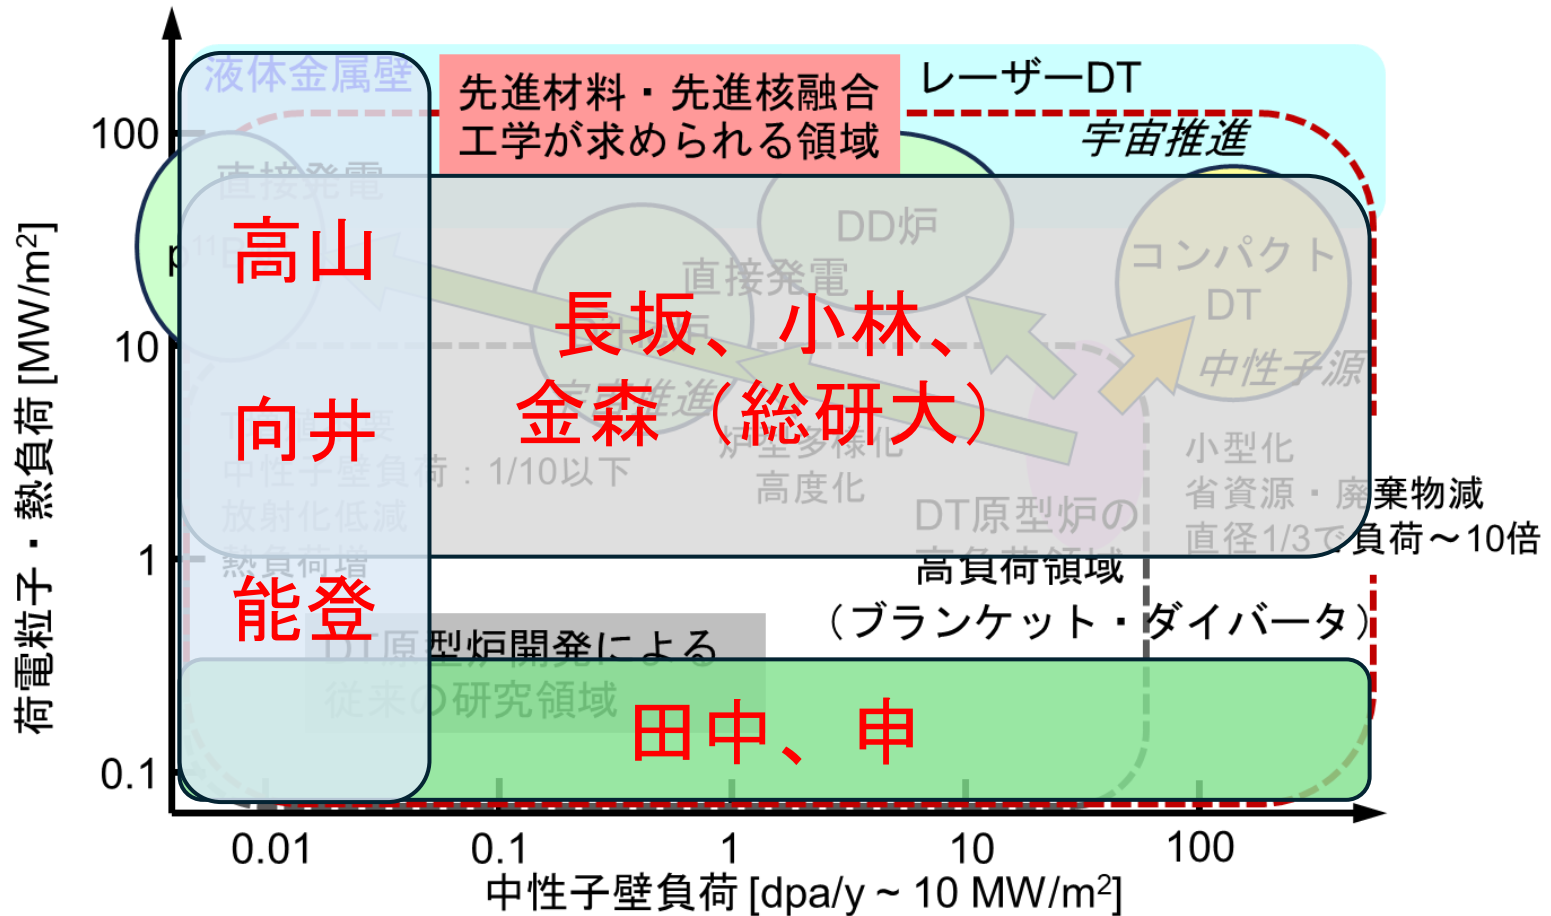 液体金属壁
先進材料・先進核融合
工学が求められる領域
レーザーDT
宇宙推進
100
直接発電
DD炉
コンパクト
DT
高山
直接発電
長坂、小林、
10
中性子源
宇宙推進
金森（総研大）
向井
中性子壁負荷：1/10以下
放射化低減
熱負荷増
炉型多様化
高度化
小型化
省資源・廃棄物減
直径1/3で負荷～10倍
DT原型炉の
高負荷領域
（ブランケット・ダイバータ）
1
能登
DT原型炉開発による
従来の研究領域
田中、申
0.1
0.01
0.1
1
10
100
中性子壁負荷 [dpa/y ~ 10 MW/m²]
荷電粒子・熱負荷 [MW/m²]